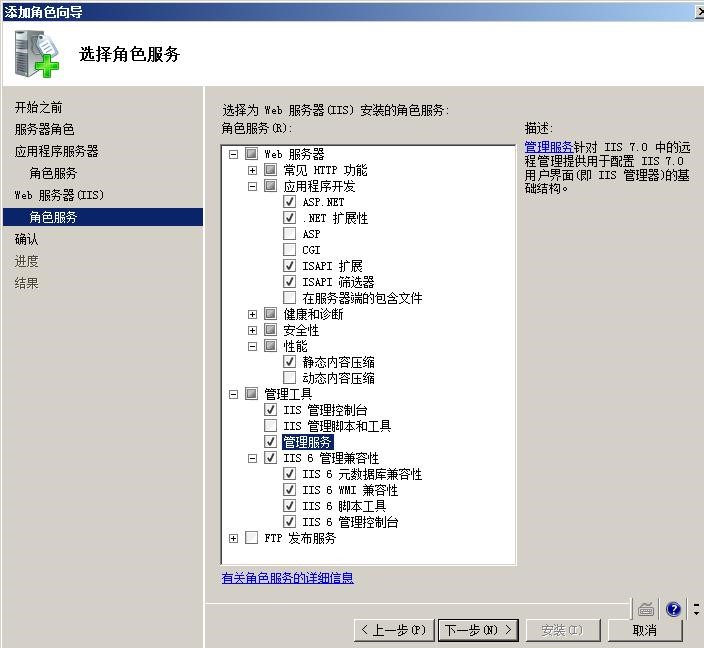 添加角色向导
选择角色服务
开始之前
服务器角色
应用程序服务器
角色服务
Web 服务器(IIS)
角色服务
确认
进度
结果
选择为 Web 服务器(IIS) 安装的角色服务:
角色服务(R):
Web 服务器
常见 HTTP 功能
应用程序开发
ASP.NET
.NET 扩展性
ASP
CGI
ISAPI 扩展
ISAPI 筛选器
在服务器端的包含文件
健康和诊断
安全性
性能
静态内容压缩
动态内容压缩
管理工具
IIS 管理控制台
IIS 管理脚本和工具
管理服务
IIS 6 管理兼容性
IIS 6 元数据库兼容性
IIS 6 WMI 兼容性
IIS 6 脚本工具
IIS 6 管理控制台
FTP 发布服务
有关角色服务的详细信息
描述:
管理服务针对 IIS 7.0 中的远
程管理提供用于配置 IIS 7.0
用户界面(即 IIS 管理器)的基
础结构。
< 上一步(P)
下一步(N) >
安装(I)
取消